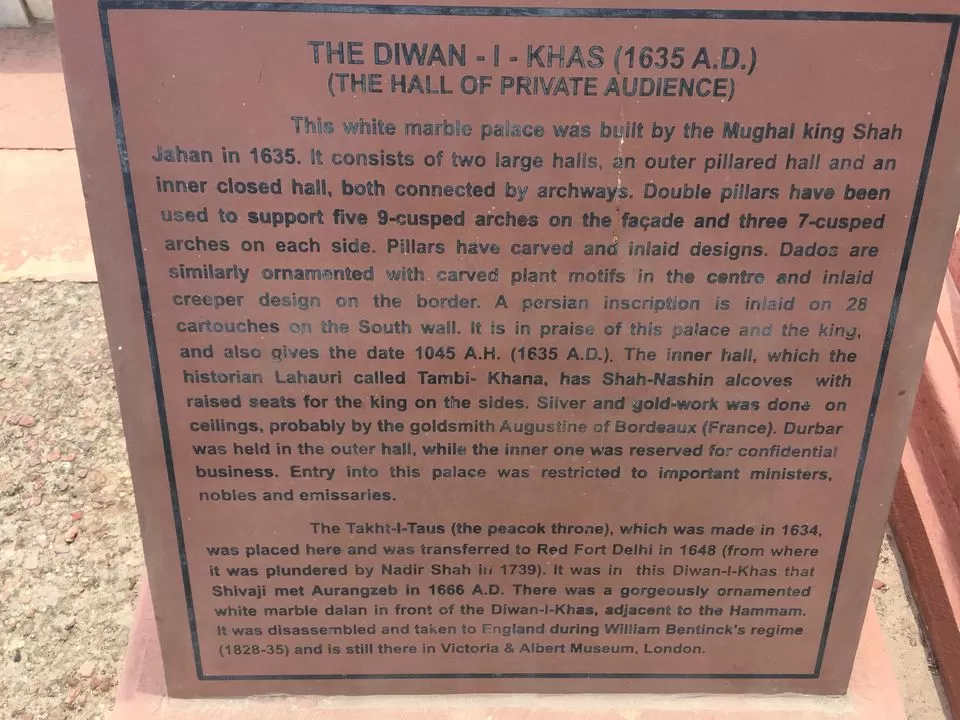 THE DIWAN - I - KHAS (1635 A.D.)
(THE HALL OF PRIVATE AUDIENCE)
This white marble palace was built by the Mughal king Shah
Jahan in 1635. It consists of two large halls, an outer pillared hall and an
inner closed hall, both connected by archways. Double pillars have been
used to support five 9-cusped arches on the façade and three 7-cusped
arches on each side. Pillars have carved and inlaid designs. Dados are
similarly ornamented with carved plant motifs in the centre and inlaid
creeper design on the border. A persian inscription is inlaid on 28
cartouches on the South wall. It is in praise of this palace and the king,
and also gives the date 1045 A.H. (1635 A.D.). The inner hall, which the
historian Lahauri called Tambi- Khana, has Shah-Nashin alcoves with
raised seats for the king on the sides. Silver and gold-work was done on
ceilings, probably by the goldsmith Augustine of Bordeaux (France). Durbar
was held in the outer hall, while the inner one was reserved for confidential
business. Entry into this palace was restricted to important ministers,
nobles and emissaries.
The Takht-I-Taus (the peacok throne), which was made in 1634,
was placed here and was transferred to Red Fort Delhi in 1648 (from where
it was plundered by Nadir Shah in 1739). It was in this Diwan-I-Khas that
Shivaji met Aurangzeb in 1666 A.D. There was a gorgeously ornamented
white marble dalan in front of the Diwan-I-Khas, adjacent to the Hammam.
It was disassembled and taken to England during William Bentinck's regime
(1828-35) and is still there in Victoria & Albert Museum, London.